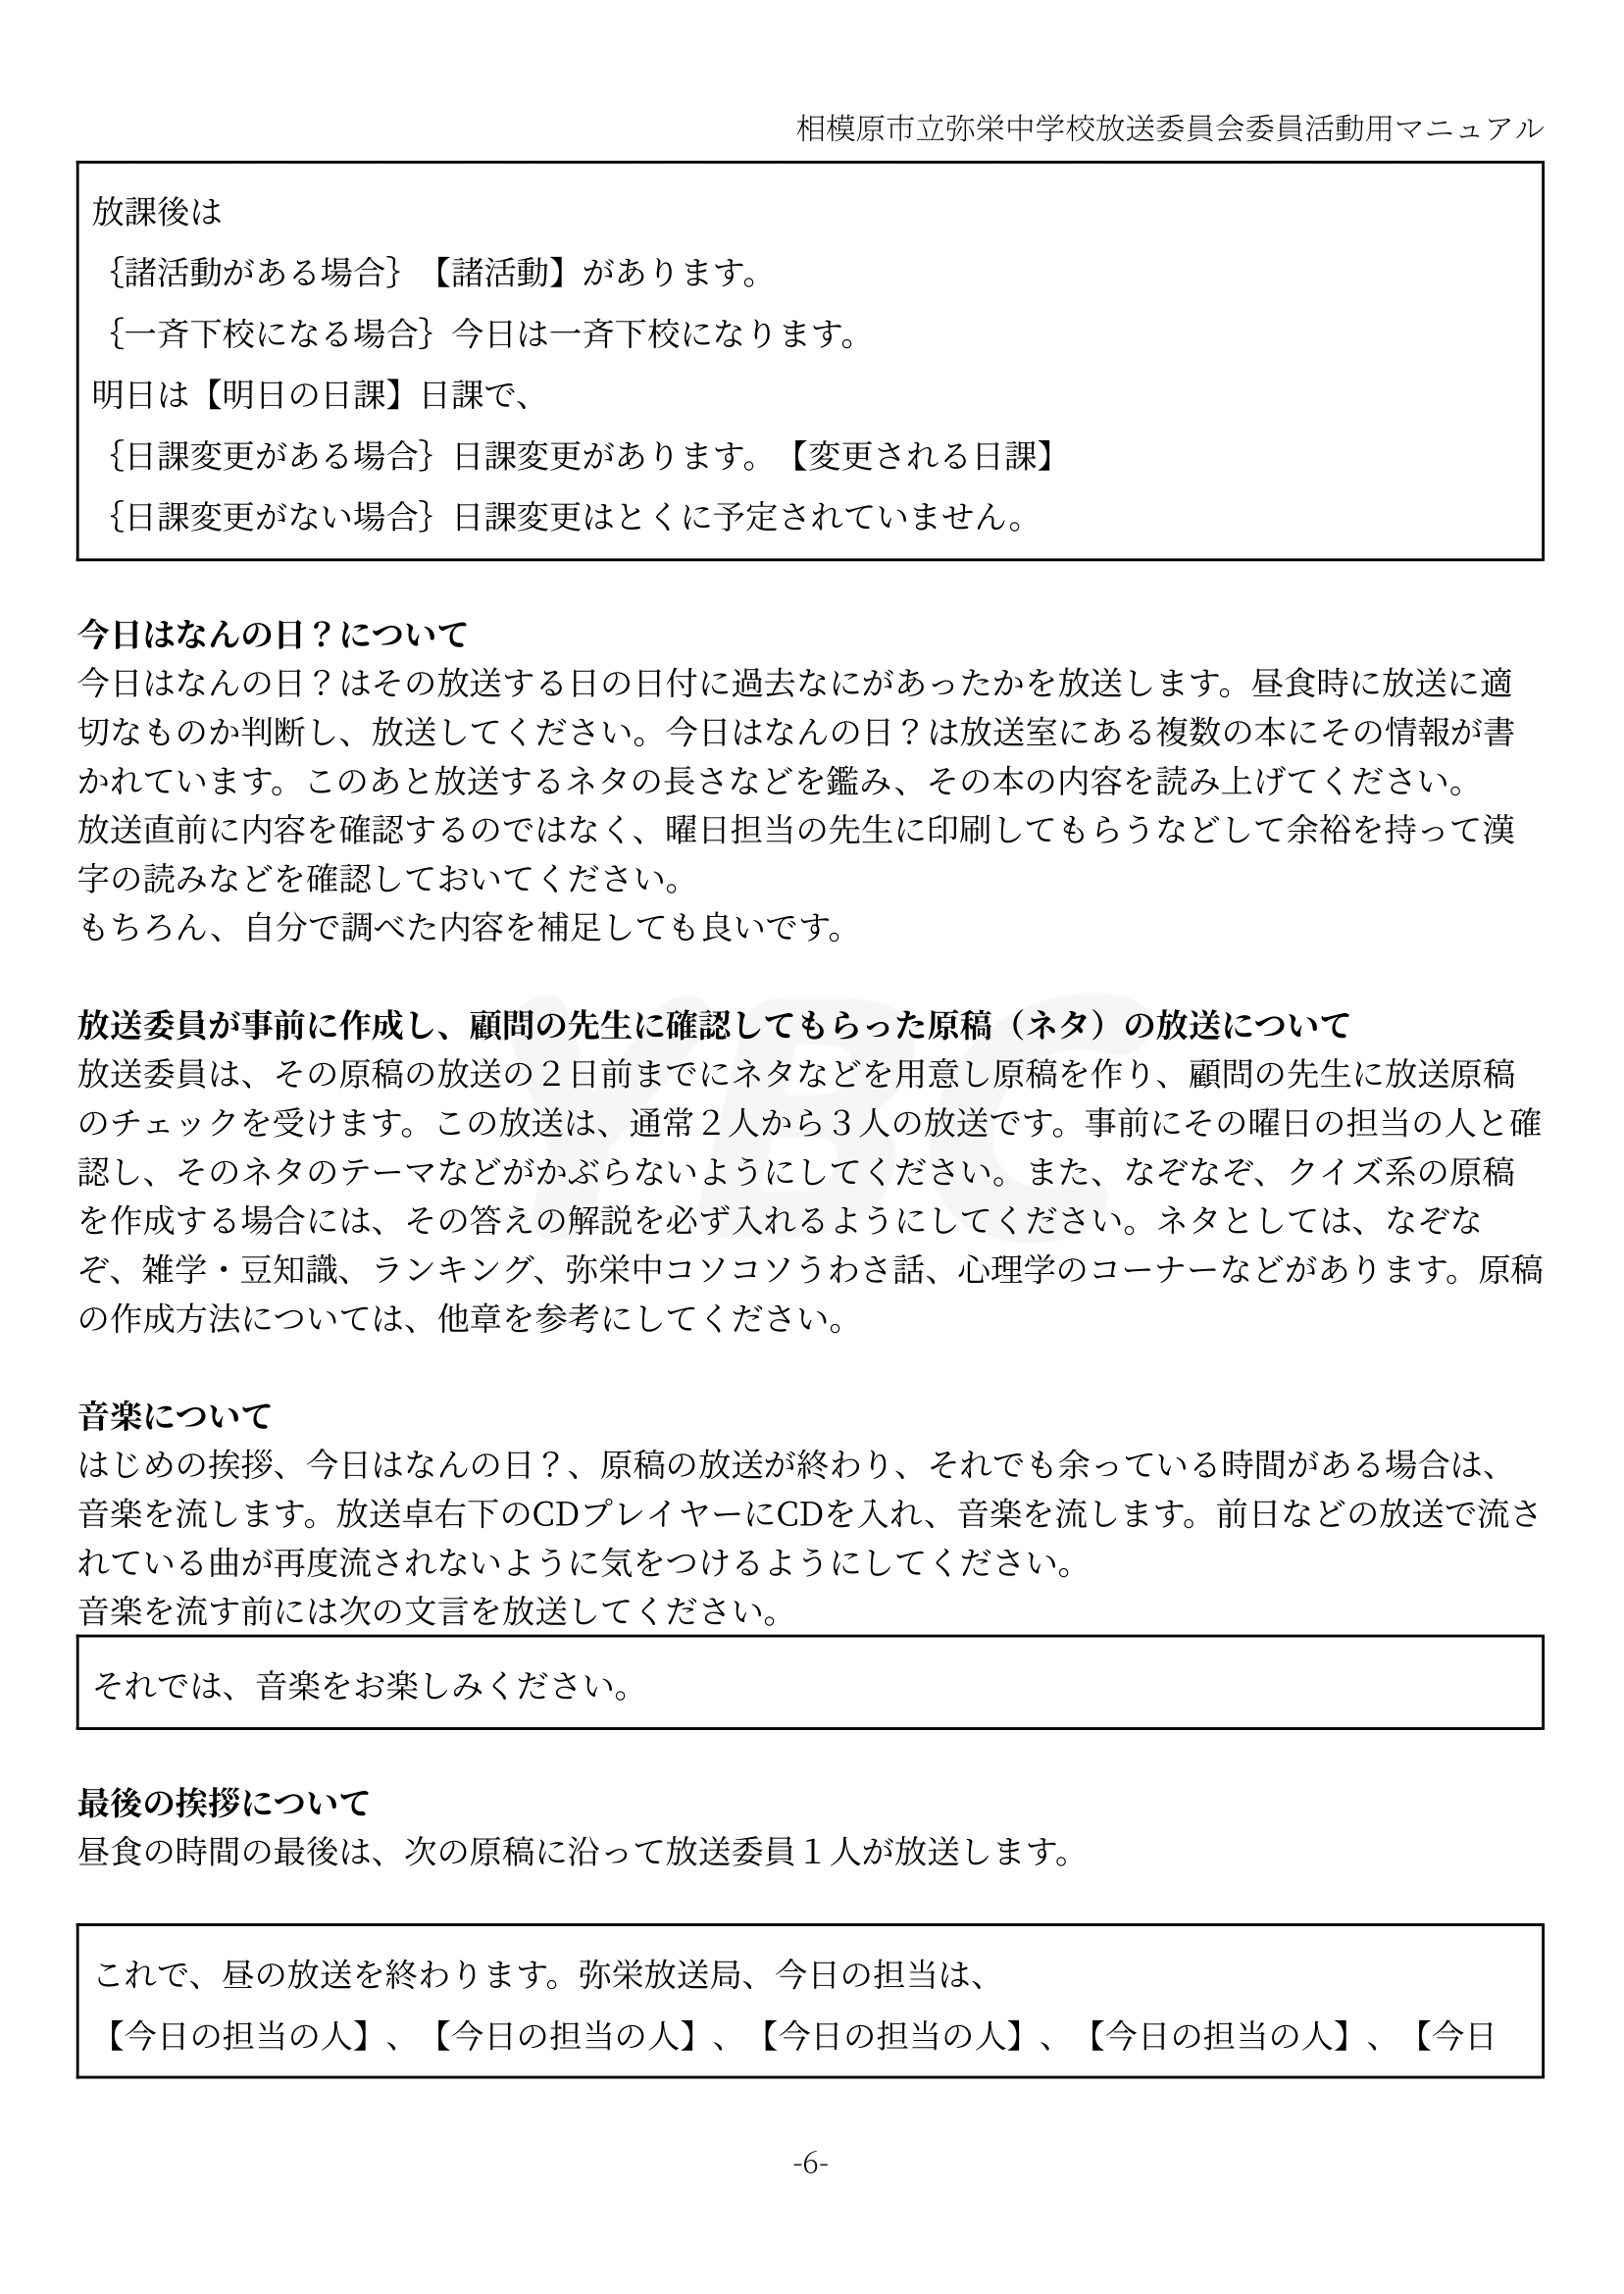 相模原市立弥栄中学校放送委員会委員活動用マニュアル
放課後は
｛諸活動がある場合｝【諸活動】があります。
｛一斉下校になる場合｝今日は一斉下校になります。
明日は【明日の日課】日課で、
｛日課変更がある場合｝日課変更があります。【変更される日課】
｛日課変更がない場合｝日課変更はとくに予定されていません。
今日はなんの日？について
今日はなんの日？はその放送する日の日付に過去なにがあったかを放送します。昼食時に放送に適
切なものか判断し、放送してください。今日はなんの日？は放送室にある複数の本にその情報が書
かれています。このあと放送するネタの長さなどを鑑み、その本の内容を読み上げてください。
放送直前に内容を確認するのではなく、曜日担当の先生に印刷してもらうなどして余裕を持って漢
字の読みなどを確認しておいてください。
もちろん、自分で調べた内容を補足しても良いです。
YBC
放送委員が事前に作成し、顧問の先生に確認してもらった原稿（ネタ）の放送について
放送委員は、その原稿の放送の２日前までにネタなどを用意し原稿を作り、顧問の先生に放送原稿
のチェックを受けます。この放送は、通常２人から３人の放送です。事前にその曜日の担当の人と確
認し、そのネタのテーマなどがかぶらないようにしてください。また、なぞなぞ、クイズ系の原稿
を作成する場合には、その答えの解説を必ず入れるようにしてください。ネタとしては、なぞな
ぞ、雑学・豆知識、ランキング、弥栄中コソコソうわさ話、心理学のコーナーなどがあります。原稿
の作成方法については、他章を参考にしてください。
音楽について
はじめの挨拶、今日はなんの日？、原稿の放送が終わり、それでも余っている時間がある場合は、
音楽を流します。放送卓右下のCDプレイヤーにCDを入れ、音楽を流します。前日などの放送で流さ
れている曲が再度流されないように気をつけるようにしてください。
音楽を流す前には次の文言を放送してください。
それでは、音楽をお楽しみください。
最後の挨拶について
昼食の時間の最後は、次の原稿に沿って放送委員１人が放送します。
これで、昼の放送を終わります。弥栄放送局、今日の担当は、
【今日の担当の人】、【今日の担当の人】、【今日の担当の人】、【今日の担当の人】、【今日
-6-